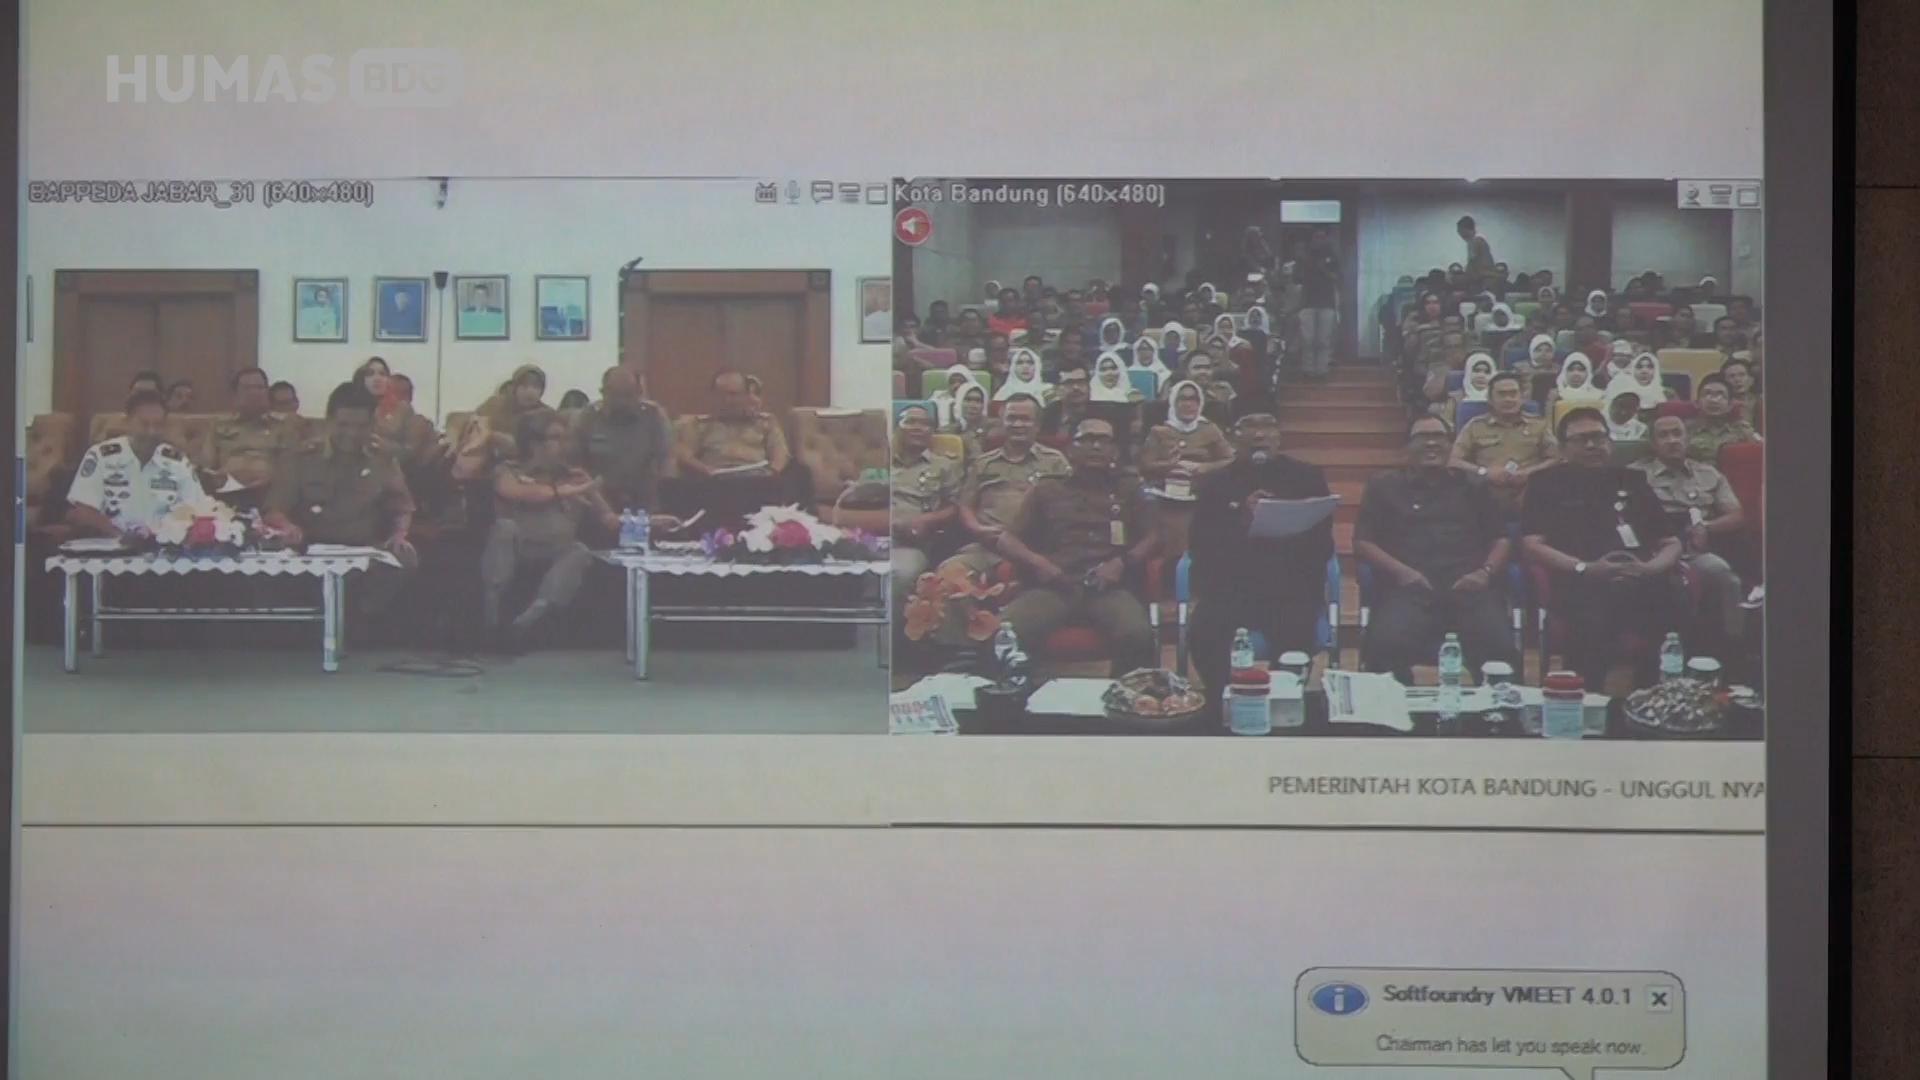 HUMAS BDG
BAPPEDA JABAR_31 (640x480)
Kota Bandung (640x480)
PEMERINTAH KOTA BANDUNG - UNGGUL NYA
Softfoundry VMEET 4.0.1
Chairman has let you speak now.